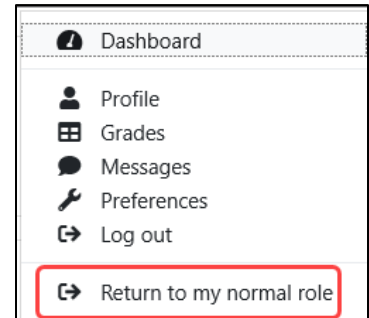 Dashboard
Profile
Grades
Messages
Preferences
Log out
Return to my normal role